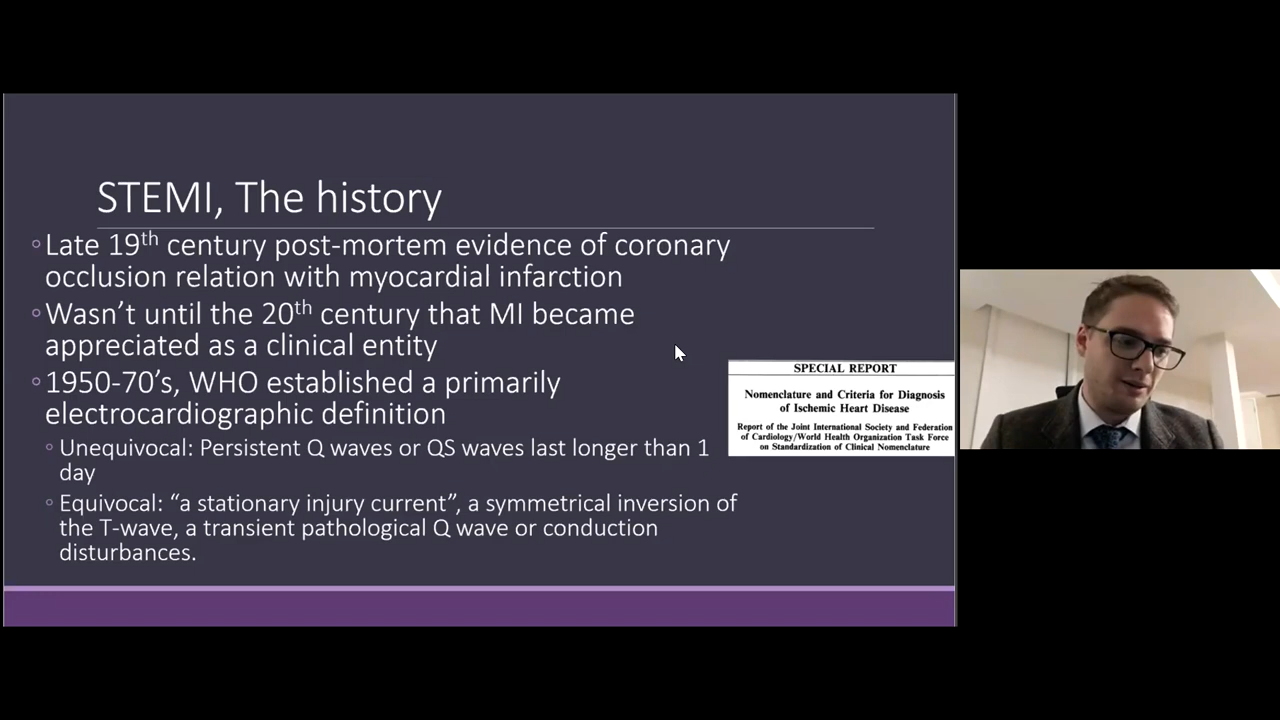 STEMI, The history
◦Late 19th century post-mortem evidence of coronary
occlusion relation with myocardial infarction
◦Wasn’t until the 20th century that MI became
appreciated as a clinical entity
◦1950-70’s, WHO established a primarily
electrocardiographic definition
◦Unequivocal: Persistent Q waves or QS waves last longer than 1
day
◦Equivocal: “a stationary injury current”, a symmetrical inversion of
the T-wave, a transient pathological Q wave or conduction
disturbances.
SPECIAL REPORT
Nomenclature and Criteria for Diagnosis
of Ischemic Heart Disease
Report of the Joint International Society and Federation
of Cardiology/World Health Organization Task Force
on Standardization of Clinical Nomenclature